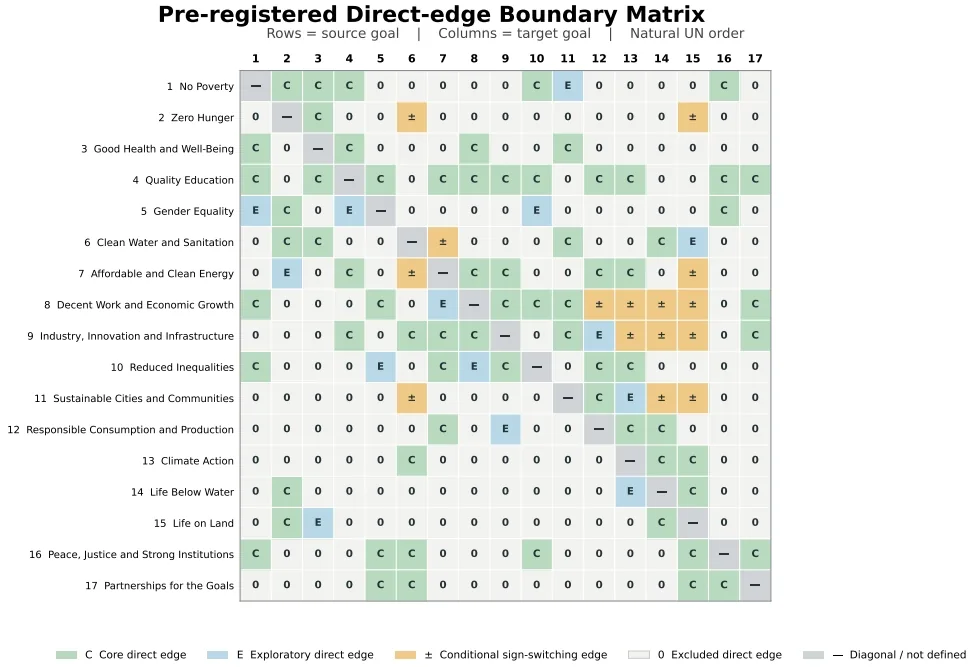 Pre-registered Direct-edge Boundary Matrix
Rows = source goal | Columns = target goal | Natural UN order
1 2 3 4 5 6 7 8 9 10 11 12 13 14 15 16 17
1 No Poverty — C C C 0 0 0 0 0 C E 0 0 0 0 C 0
2 Zero Hunger 0 — C 0 0 ± 0 0 0 0 0 0 0 0 ± 0 0
3 Good Health and Well-Being C 0 — C 0 0 0 C 0 0 C 0 0 0 0 0 0
4 Quality Education C 0 C — C 0 C C C C 0 C C 0 0 C C
5 Gender Equality E C 0 E — 0 0 0 0 E 0 0 0 0 0 C 0
6 Clean Water and Sanitation 0 C C 0 0 — ± 0 0 0 C 0 0 C E 0 0
7 Affordable and Clean Energy 0 E 0 C 0 ± — C C 0 0 C C 0 ± 0 0
8 Decent Work and Economic Growth C 0 0 0 C 0 E — C C C ± ± ± ± 0 C
9 Industry, Innovation and Infrastructure 0 0 0 C 0 C C C — 0 C E ± ± ± 0 C
10 Reduced Inequalities C 0 0 0 E 0 C E C — 0 C C 0 0 0 0
11 Sustainable Cities and Communities 0 0 0 0 0 ± 0 0 0 0 — C E ± ± 0 0
12 Responsible Consumption and Production 0 0 0 0 0 0 C 0 E 0 0 — C C 0 0 0
13 Climate Action 0 0 0 0 0 C 0 0 0 0 0 0 — C C 0 0
14 Life Below Water 0 C 0 0 0 0 0 0 0 0 0 0 E — C 0 0
15 Life on Land 0 C E 0 0 0 0 0 0 0 0 0 0 C — 0 0
16 Peace, Justice and Strong Institutions C 0 0 0 C C 0 0 0 C 0 0 0 0 C — C
17 Partnerships for the Goals 0 0 0 0 C C 0 0 0 0 0 0 0 0 C C —
C Core direct edge E Exploratory direct edge ± Conditional sign-switching edge 0 Excluded direct edge — Diagonal / not defined